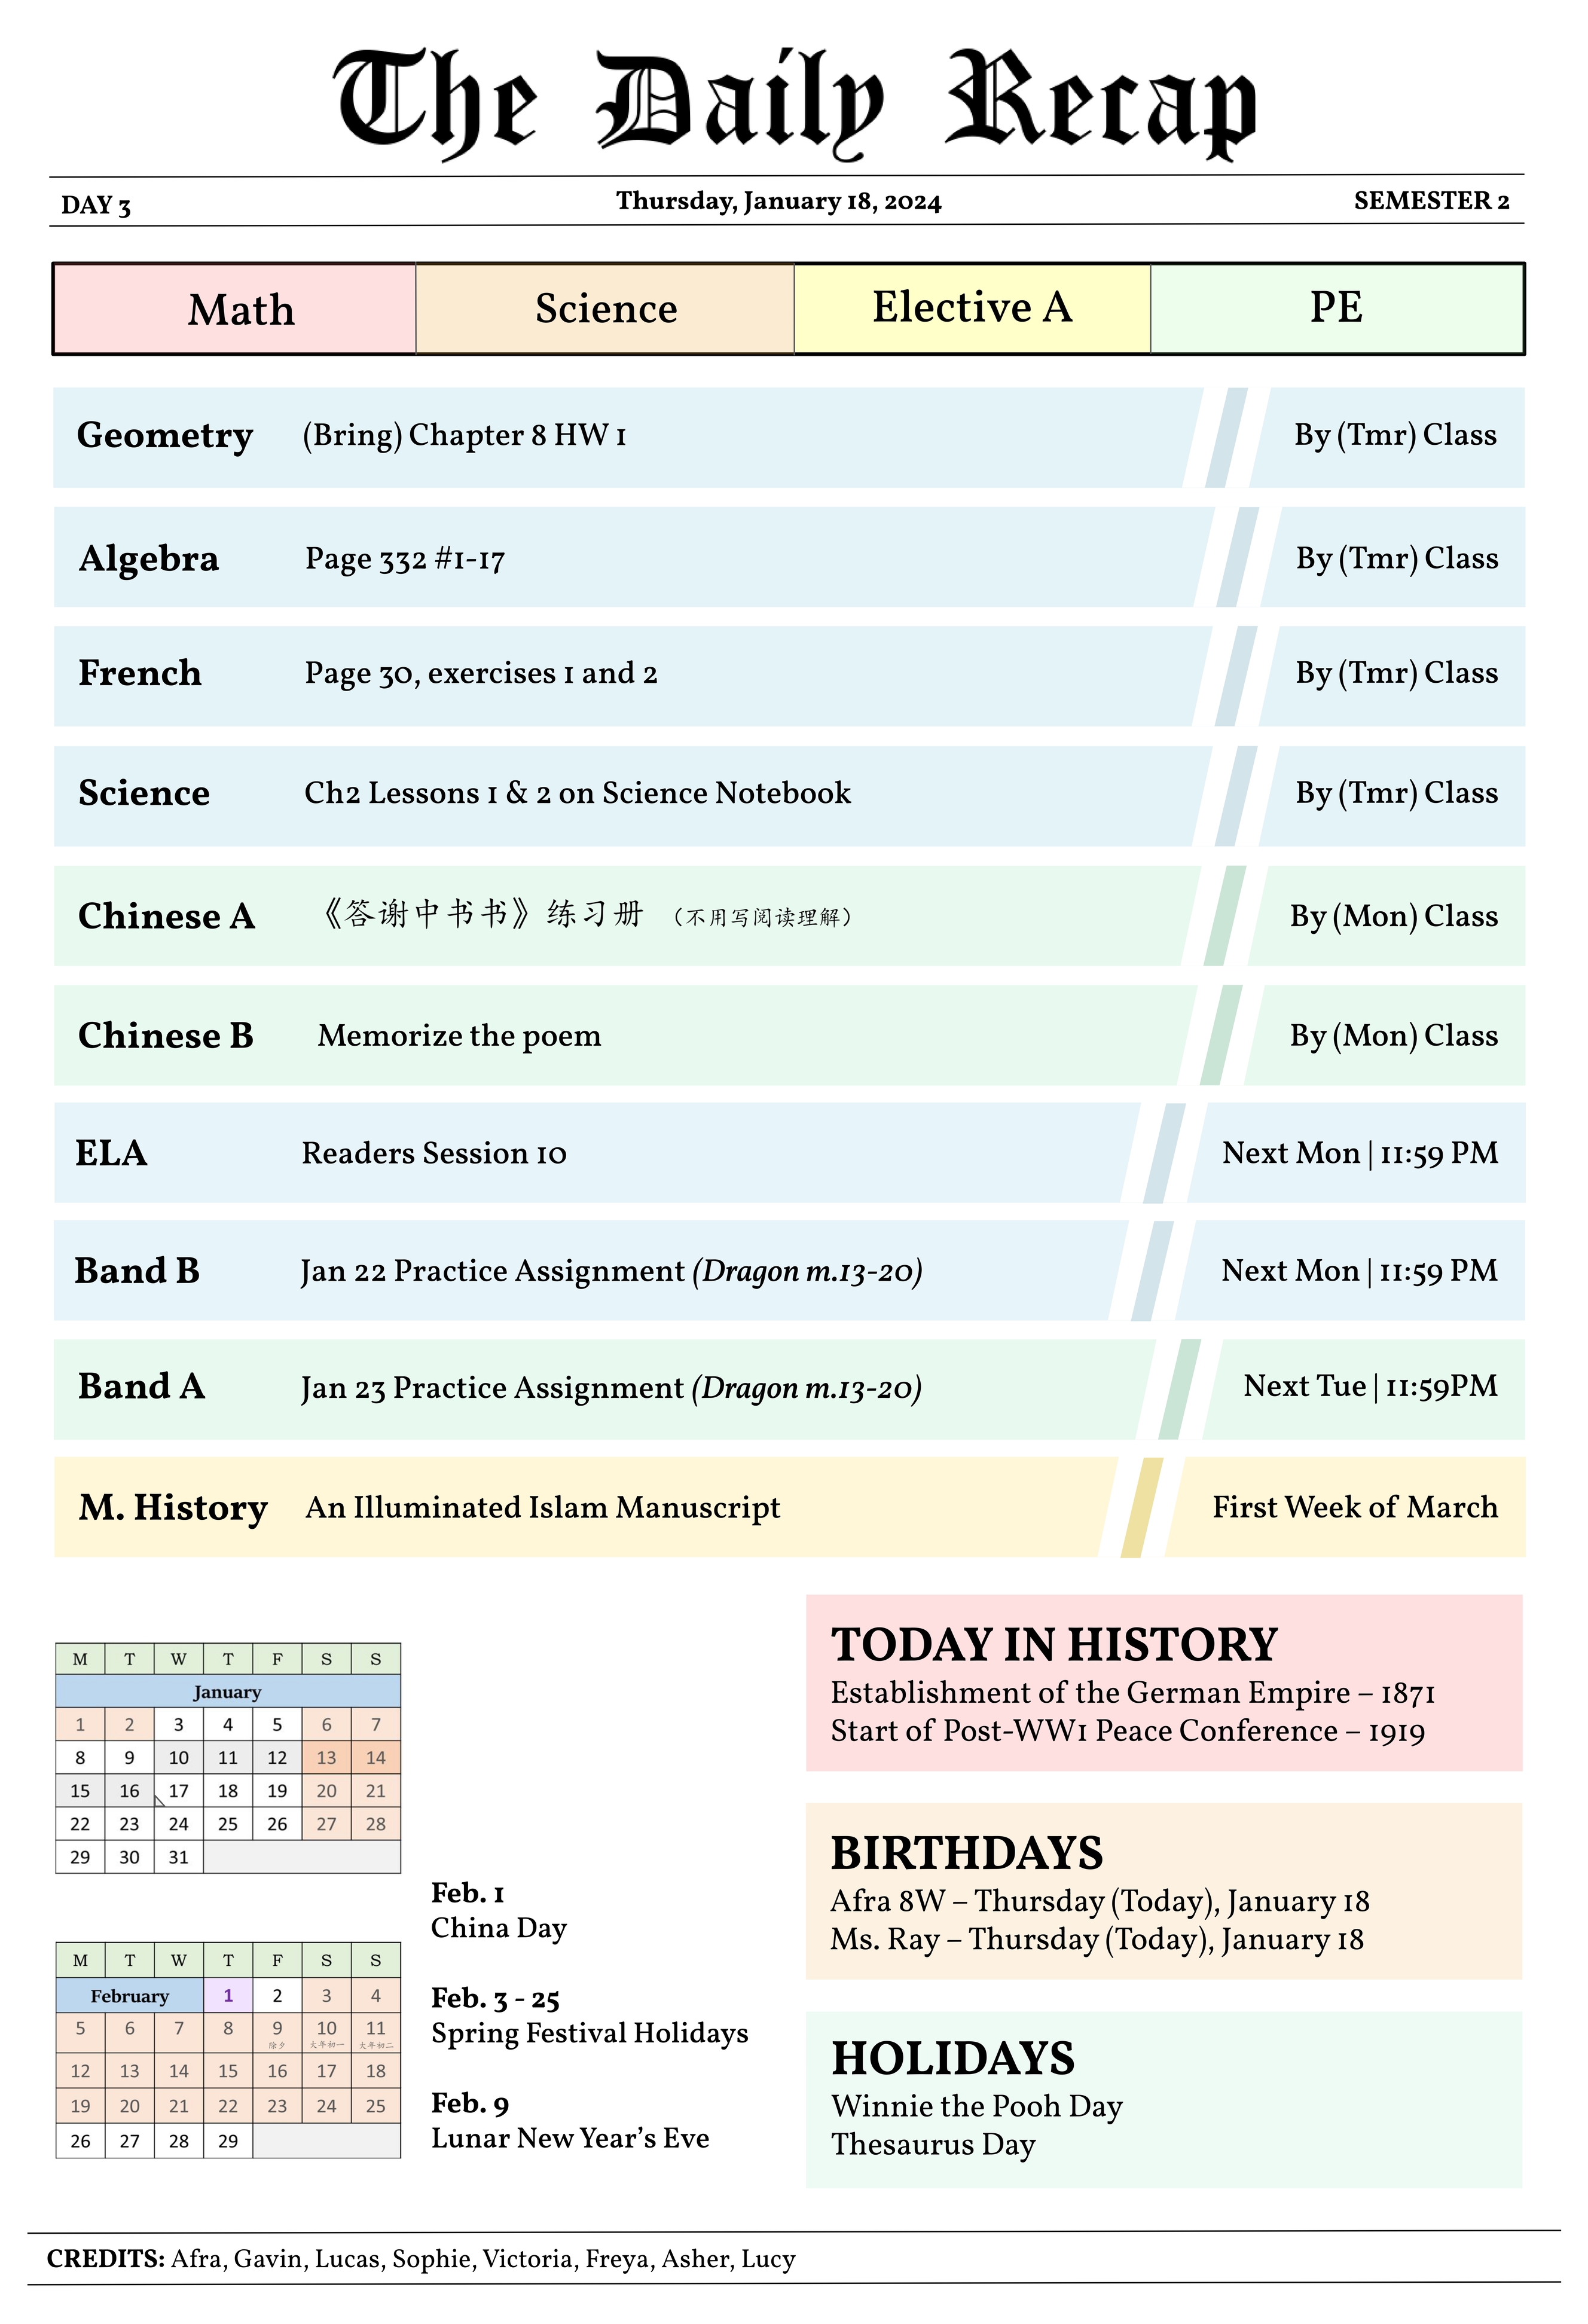 The Daily Recap
DAY 3 Thursday, January 18, 2024 SEMESTER 2
Math Science Elective A PE
Geometry (Bring) Chapter 8 HW 1 By (Tmr) Class
Algebra Page 332 #1-17 By (Tmr) Class
French Page 30, exercises 1 and 2 By (Tmr) Class
Science Ch2 Lessons 1 & 2 on Science Notebook By (Tmr) Class
Chinese A 《答谢中书书》练习册 （不用写阅读理解） By (Mon) Class
Chinese B Memorize the poem By (Mon) Class
ELA Readers Session 10 Next Mon | 11:59 PM
Band B Jan 22 Practice Assignment (Dragon m.13-20) Next Mon | 11:59 PM
Band A Jan 23 Practice Assignment (Dragon m.13-20) Next Tue | 11:59PM
M. History An Illuminated Islam Manuscript First Week of March
M T W T F S S
January
1 2 3 4 5 6 7
8 9 10 11 12 13 14
15 16 17 18 19 20 21
22 23 24 25 26 27 28
29 30 31
M T W T F S S
February 1 2 3 4
5 6 7 8 9 10 11
除夕 大年初一 大年初二
12 13 14 15 16 17 18
19 20 21 22 23 24 25
26 27 28 29
Feb. 1
China Day
Feb. 3 - 25
Spring Festival Holidays
Feb. 9
Lunar New Year’s Eve
TODAY IN HISTORY
Establishment of the German Empire – 1871
Start of Post-WW1 Peace Conference – 1919
BIRTHDAYS
Afra 8W – Thursday (Today), January 18
Ms. Ray – Thursday (Today), January 18
HOLIDAYS
Winnie the Pooh Day
Thesaurus Day
CREDITS: Afra, Gavin, Lucas, Sophie, Victoria, Freya, Asher, Lucy